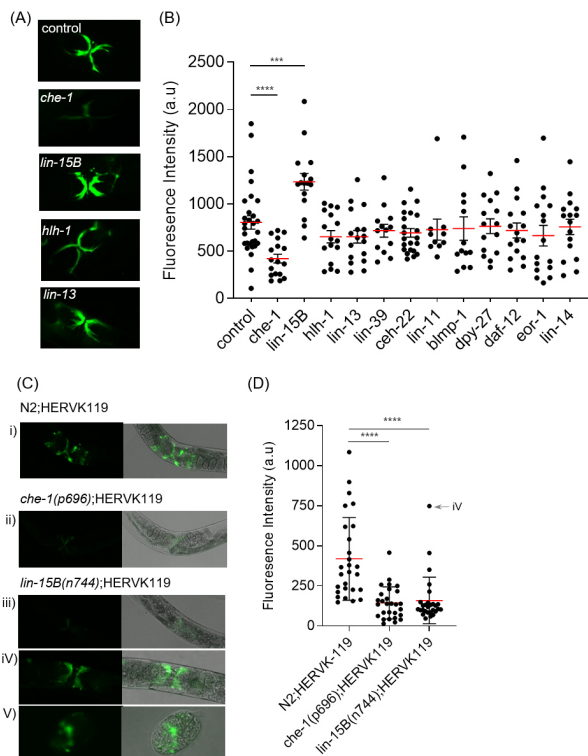 (A)
control
che-1
lin-15B
hlh-1
lin-13
(B)
Fluoresence Intensity (a.u)
2500
2000
1500
1000
500
0
***
****
control
che-1
lin-15B
hlh-1
lin-13
lin-39
ceh-22
lin-11
blmp-1
dpy-27
daf-12
eor-1
lin-14
(C)
N2;HERVK119
i)
che-1(p696);HERVK119
ii)
lin-15B(n744);HERVK119
iii)
iV)
V)
(D)
Fluoresence Intensity (a.u)
1250
1000
750
500
250
0
****
****
iV
N2;HERVK-119
che-1(p696);HERVK119
lin-15B(n744);HERVK119